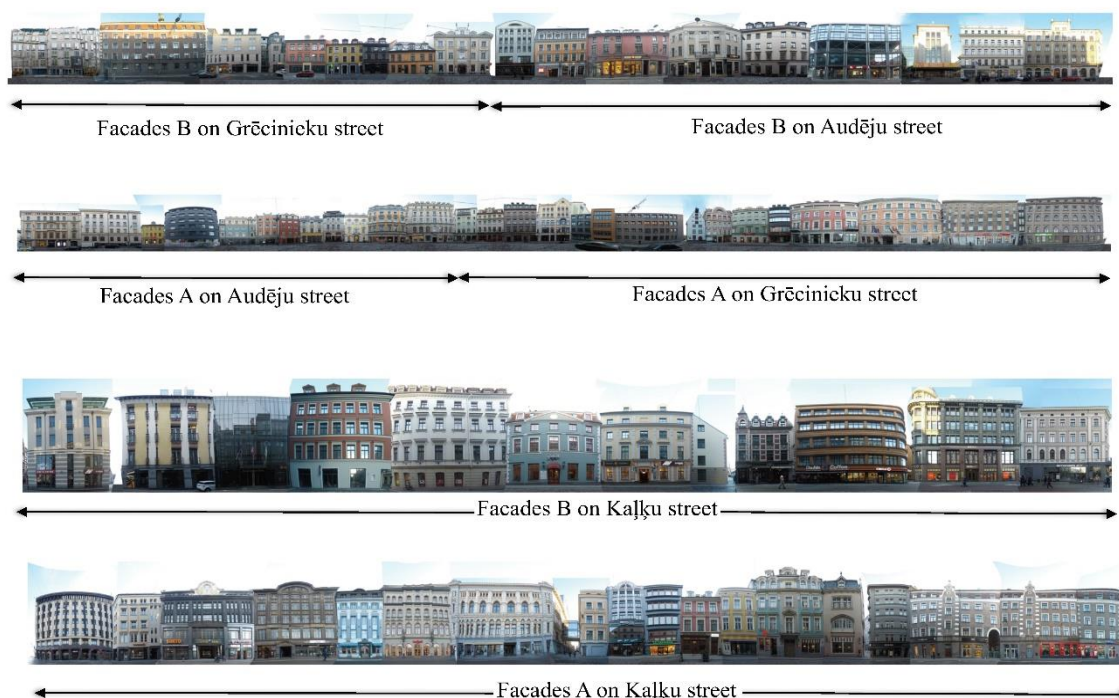 Facades B on Grēcinieku street
Facades B on Audēju street
Facades A on Audēju street
Facades A on Grēcinieku street
Facades B on Kaļķu street
Facades A on Kaļķu street